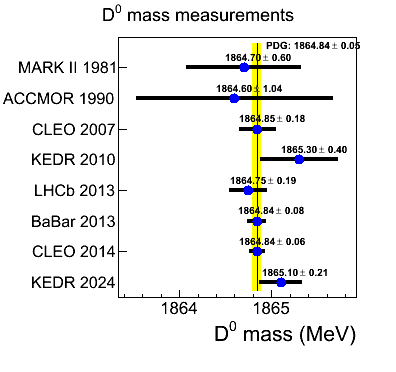 D⁰ mass measurements
PDG: 1864.84± 0.05
MARK II 1981 1864.70± 0.60
ACCMOR 1990 1864.60± 1.04
CLEO 2007 1864.85± 0.18
KEDR 2010 1865.30± 0.40
LHCb 2013 1864.75± 0.19
BaBar 2013 1864.84± 0.08
CLEO 2014 1864.84± 0.06
KEDR 2024 1865.10± 0.21
1864 1865
D⁰ mass (MeV)